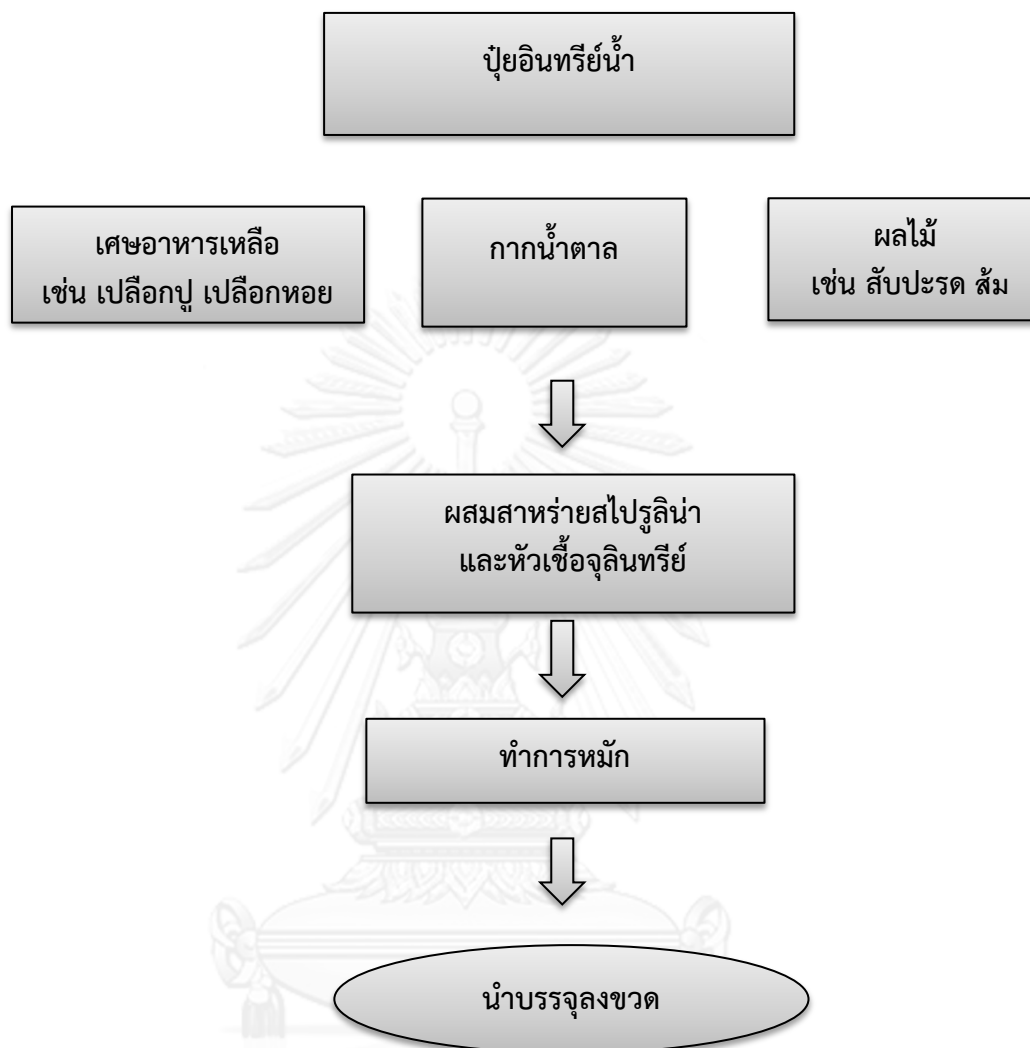 ปุ๋ยอินทรีย์น้ำ
เศษอาหารเหลือ
เช่น เปลือกปู เปลือกหอย
กากน้ำตาล
ผลไม้
เช่น สับปะรด ส้ม
ผสมสาหร่ายสไปรูลิน่า
และหัวเชื้อจุลินทรีย์
ทำการหมัก
นำบรรจุลงขวด